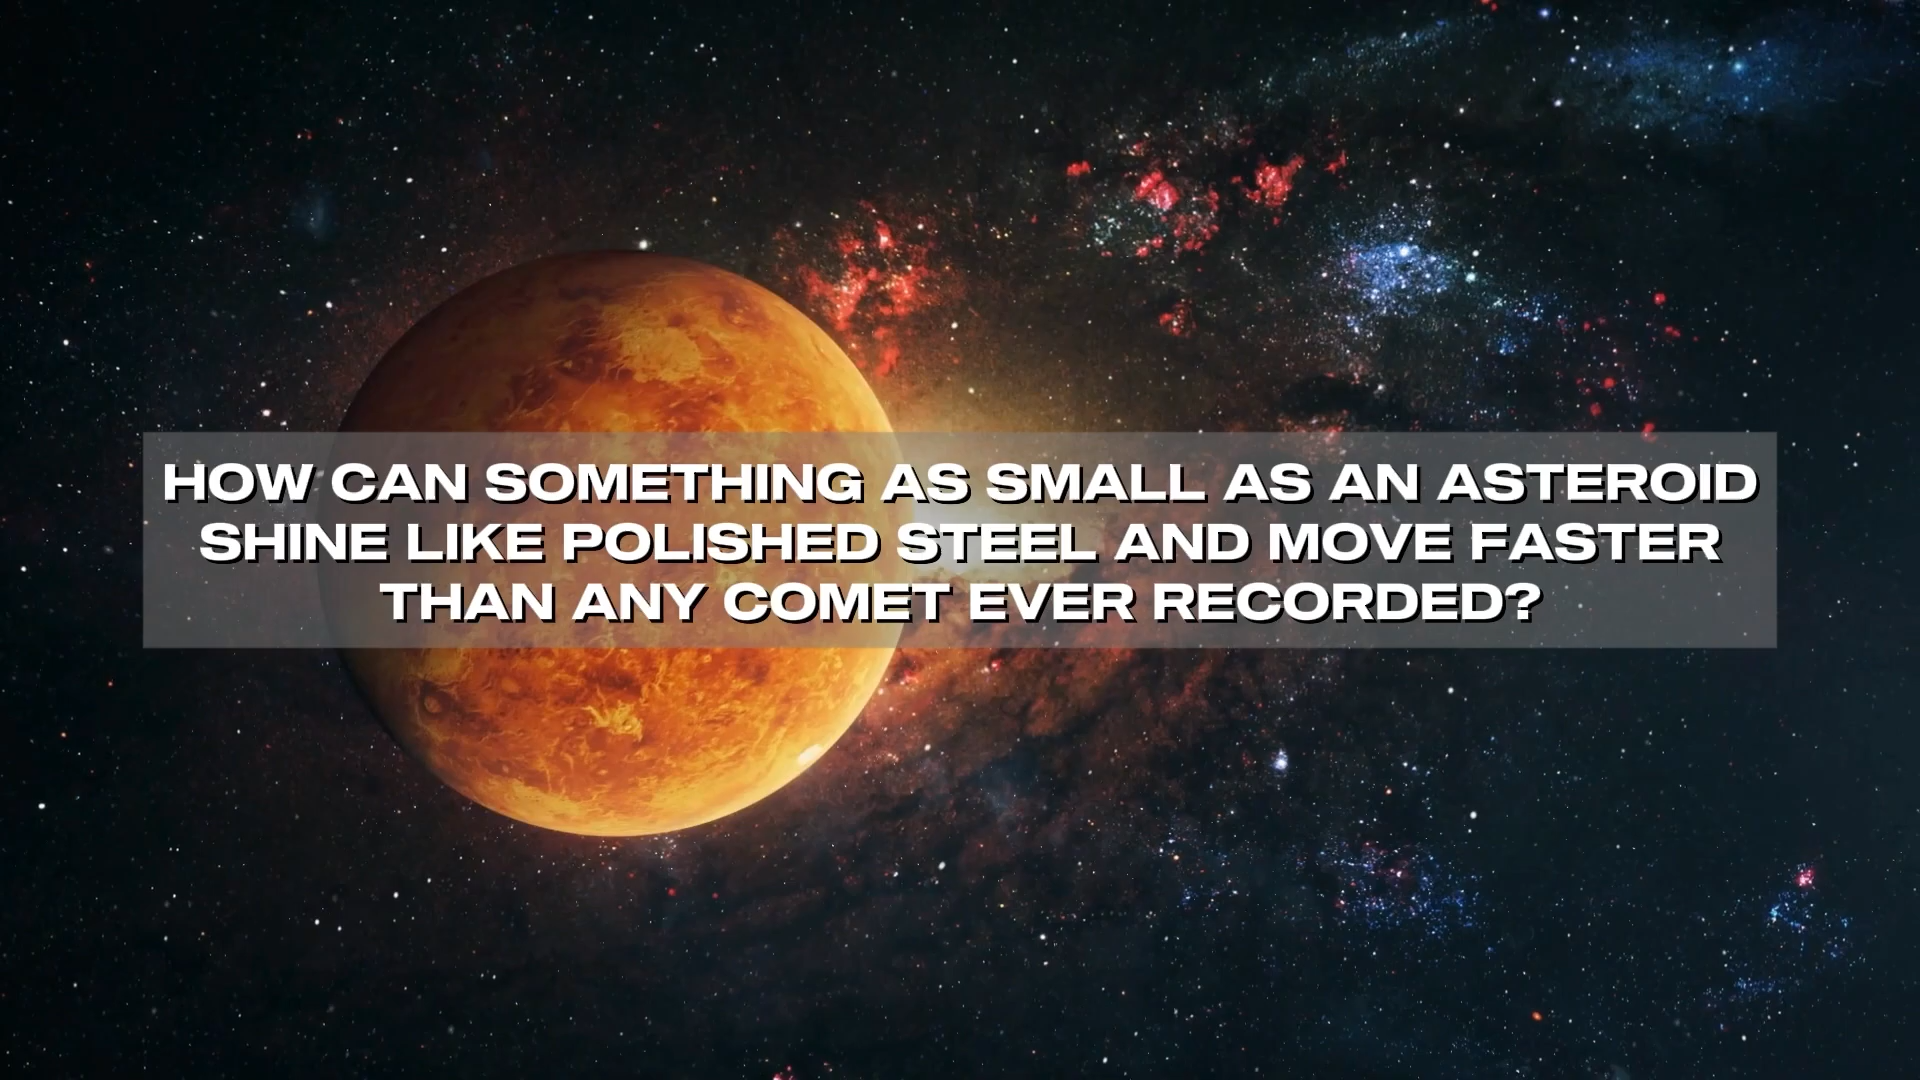 HOW CAN SOMETHING AS SMALL AS AN ASTEROID
SHINE LIKE POLISHED STEEL AND MOVE FASTER
THAN ANY COMET EVER RECORDED?